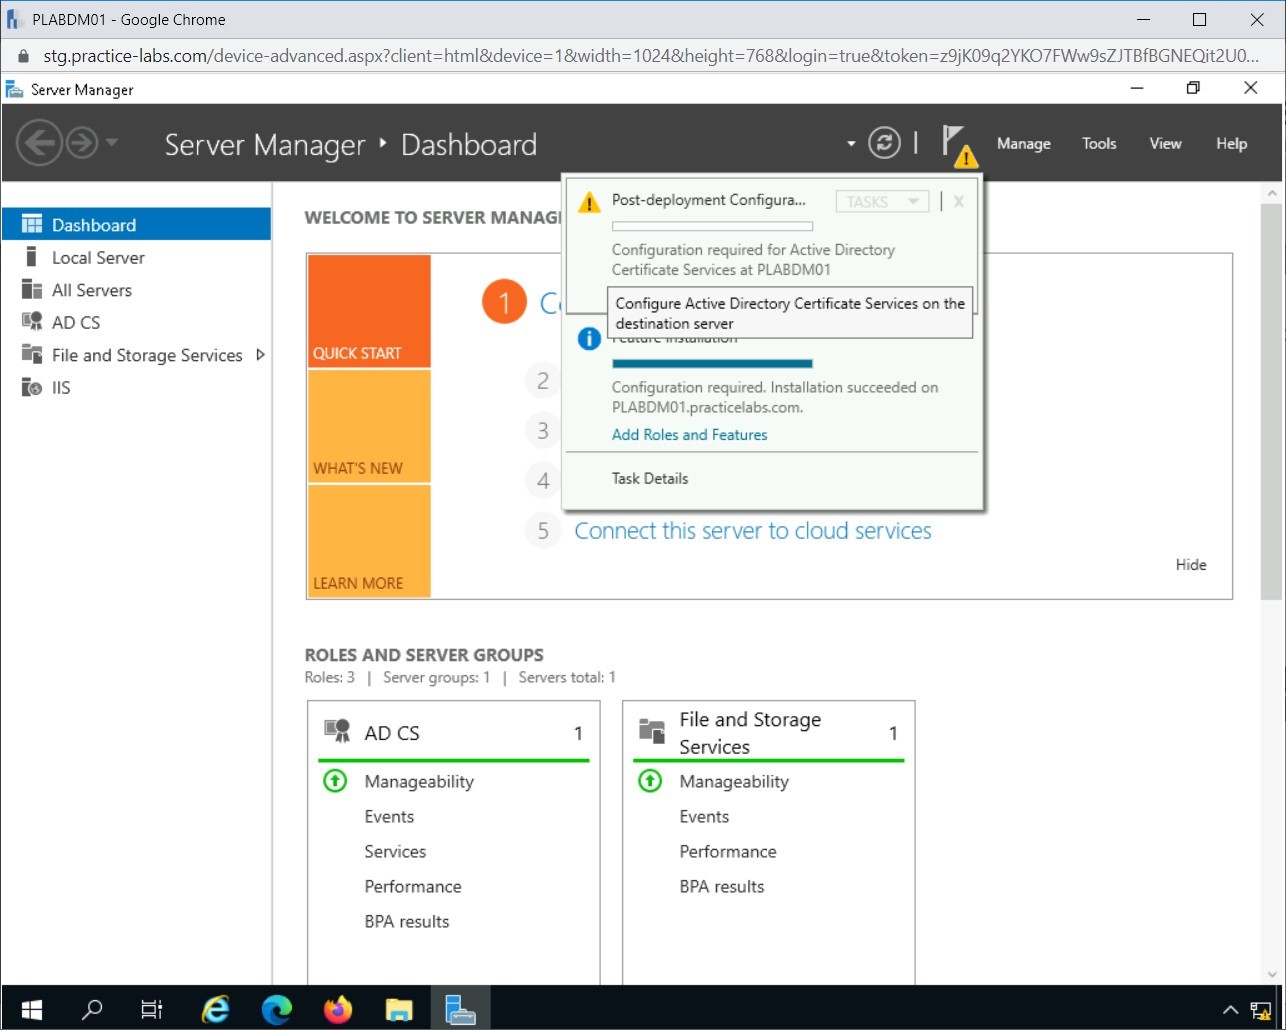 PLABDM01 - Google Chrome
stg.practice-labs.com/device-advanced.aspx?client=html&device=1&width=1024&height=768&login=true&token=z9jK09q2YKO7FWw9sZJTBfBGNEQit2U0...
Server Manager
Server Manager Dashboard
Manage Tools View Help
Dashboard
Local Server
All Servers
AD CS
File and Storage Services
IIS
WELCOME TO SERVER MANAG
QUICK START
WHAT'S NEW
LEARN MORE
1
2
3
4
5 Connect this server to cloud services
Hide
Post-deployment Configura... TASKS x
Configuration required for Active Directory
Certificate Services at PLABDM01
Configure Active Directory Certificate Services on the
destination server
Feature installation
Configuration required. Installation succeeded on
PLABDM01.practicelabs.com.
Add Roles and Features
Task Details
ROLES AND SERVER GROUPS
Roles: 3 | Server groups: 1 | Servers total: 1
AD CS 1
Manageability
Events
Services
Performance
BPA results
File and Storage
Services 1
Manageability
Events
Performance
BPA results